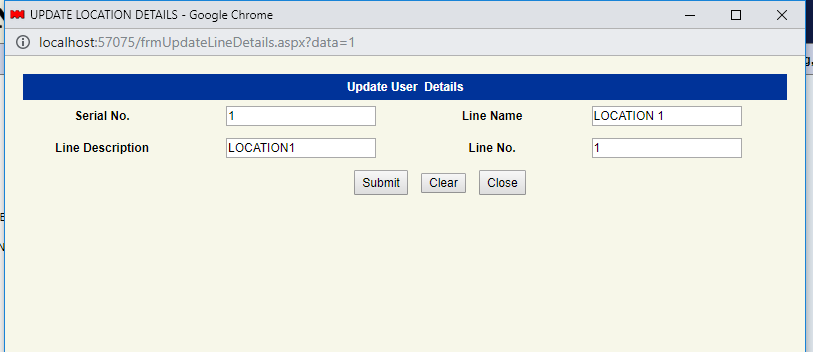 UPDATE LOCATION DETAILS - Google Chrome
localhost:57075/frmUpdateLineDetails.aspx?data=1
Update User Details
Serial No. 1 Line Name LOCATION 1
Line Description LOCATION1 Line No. 1
Submit Clear Close